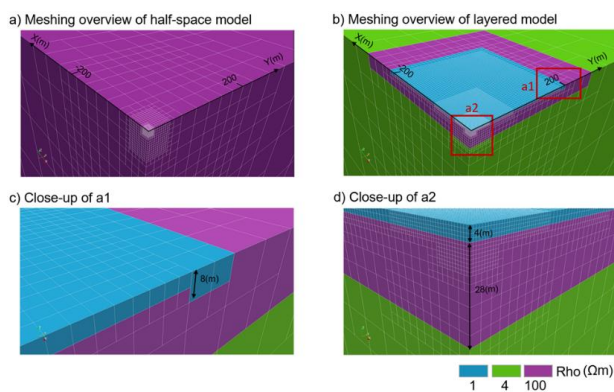 a) Meshing overview of half-space model
b) Meshing overview of layered model
X(m)
-200
200
Y(m)
X(m)
-200
200
Y(m)
a1
a2
c) Close-up of a1
d) Close-up of a2
8(m)
4(m)
28(m)
Rho (Ωm)
1 4 100